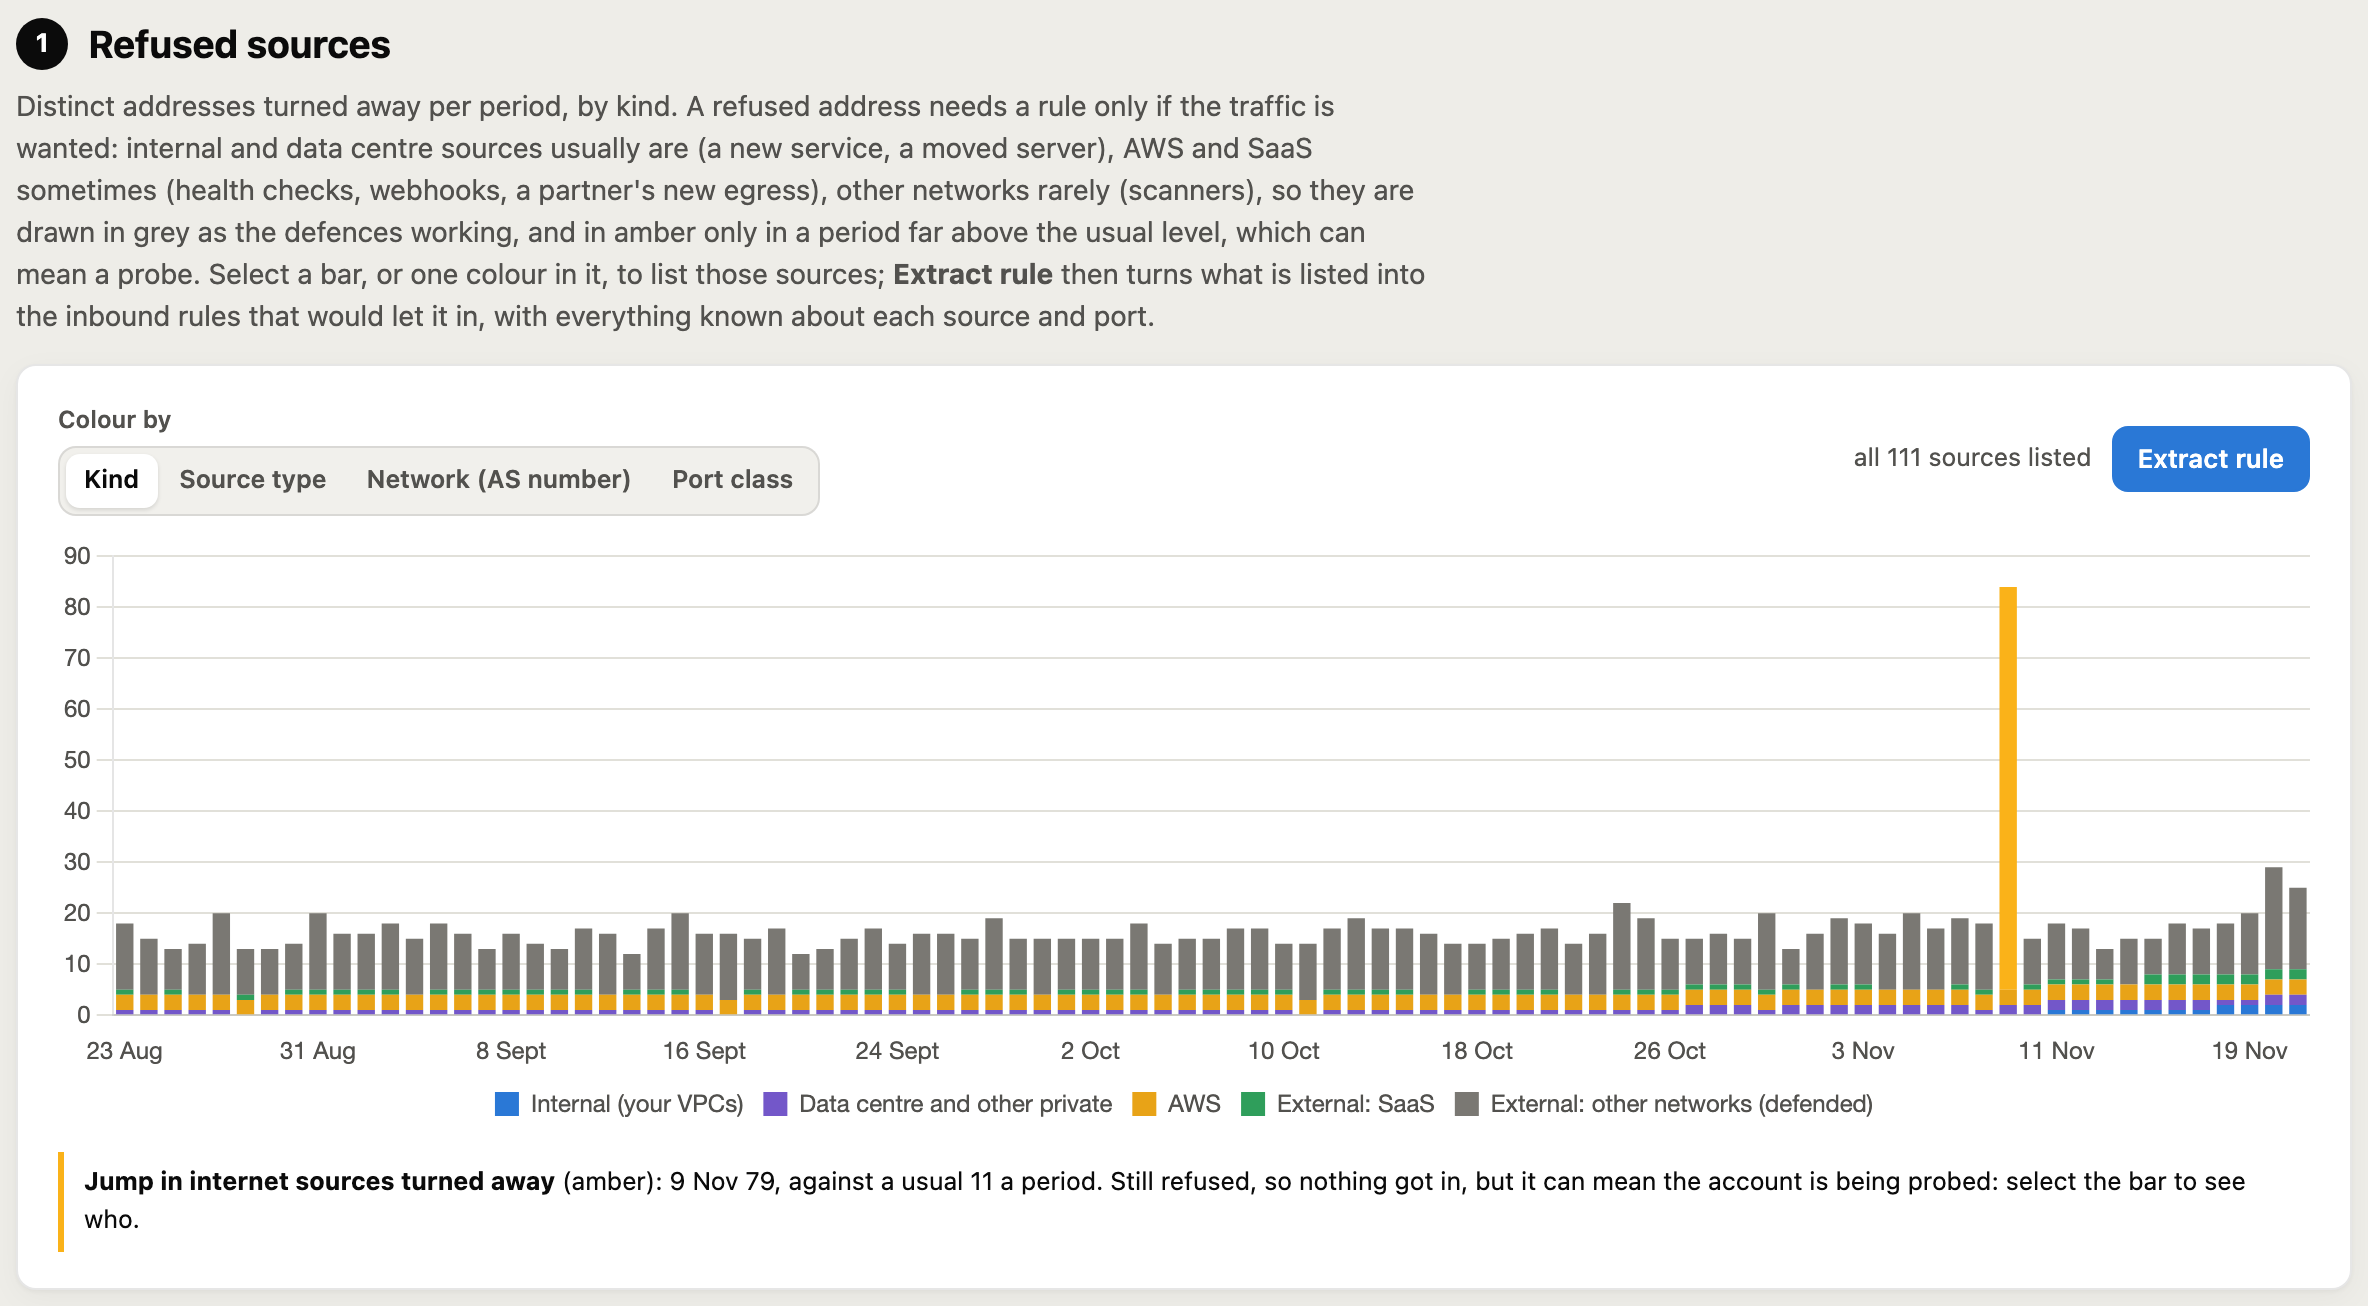 1 Refused sources
Distinct addresses turned away per period, by kind. A refused address needs a rule only if the traffic is
wanted: internal and data centre sources usually are (a new service, a moved server), AWS and SaaS
sometimes (health checks, webhooks, a partner's new egress), other networks rarely (scanners), so they are
drawn in grey as the defences working, and in amber only in a period far above the usual level, which can
mean a probe. Select a bar, or one colour in it, to list those sources; Extract rule then turns what is listed into
the inbound rules that would let it in, with everything known about each source and port.
Colour by
Kind Source type Network (AS number) Port class
all 111 sources listed Extract rule
90
80
70
60
50
40
30
20
10
0
23 Aug 31 Aug 8 Sept 16 Sept 24 Sept 2 Oct 10 Oct 18 Oct 26 Oct 3 Nov 11 Nov 19 Nov
Internal (your VPCs) Data centre and other private AWS External: SaaS External: other networks (defended)
Jump in internet sources turned away (amber): 9 Nov 79, against a usual 11 a period. Still refused, so nothing got in, but it can mean the account is being probed: select the bar to see
who.